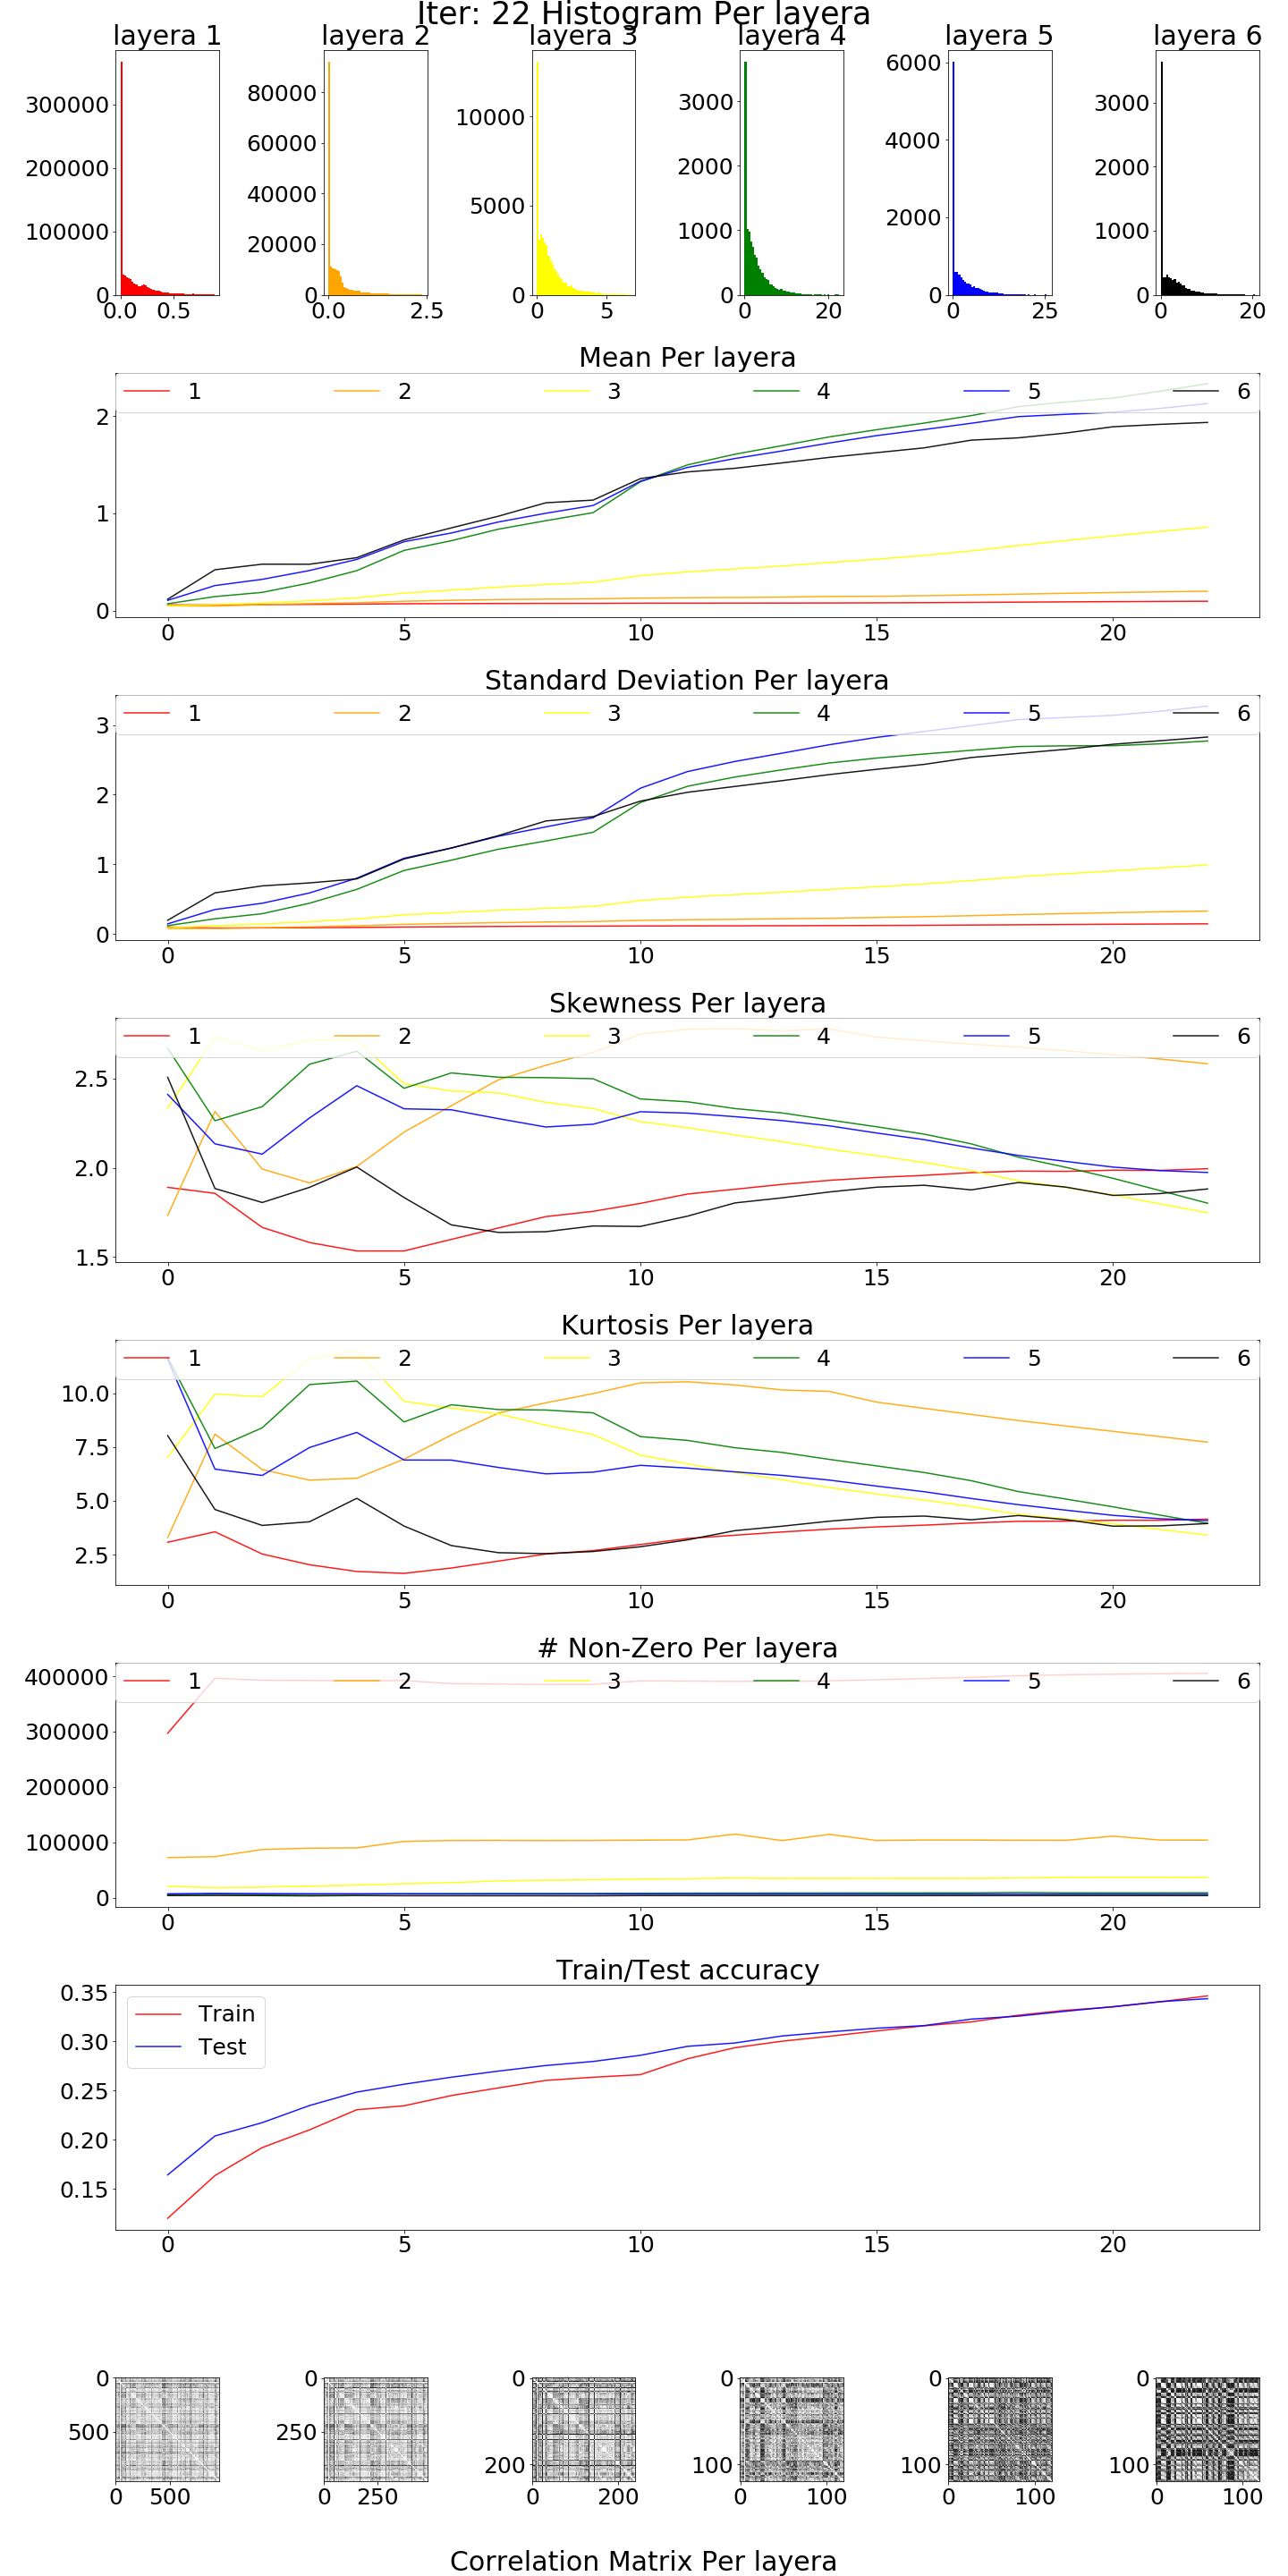 Iter: 22 Histogram Per layera
layera 1 layera 2 layera 3 layera 4 layera 5 layera 6
300000 200000 100000 0
0.0 0.5
80000 60000 40000 20000 0
0.0 2.5
10000 5000 0
0 5
3000 2000 1000 0
0 20
6000 4000 2000 0
0 25
3000 2000 1000 0
0 20
Mean Per layera
1 2 3 4 5 6
2
1
0
0 5 10 15 20
Standard Deviation Per layera
1 2 3 4 5 6
3
2
1
0
0 5 10 15 20
Skewness Per layera
1 2 3 4 5 6
2.5
2.0
1.5
0 5 10 15 20
Kurtosis Per layera
1 2 3 4 5 6
10.0
7.5
5.0
2.5
0 5 10 15 20
# Non-Zero Per layera
400000
1 2 3 4 5 6
300000
200000
100000
0
0 5 10 15 20
Train/Test accuracy
0.35
Train
0.30
Test
0.25
0.20
0.15
0 5 10 15 20
0 500
0 500
0 250
0 250
0 200
0 200
0 100
0 100
0 100
0 100
0 100
0 100
Correlation Matrix Per layera